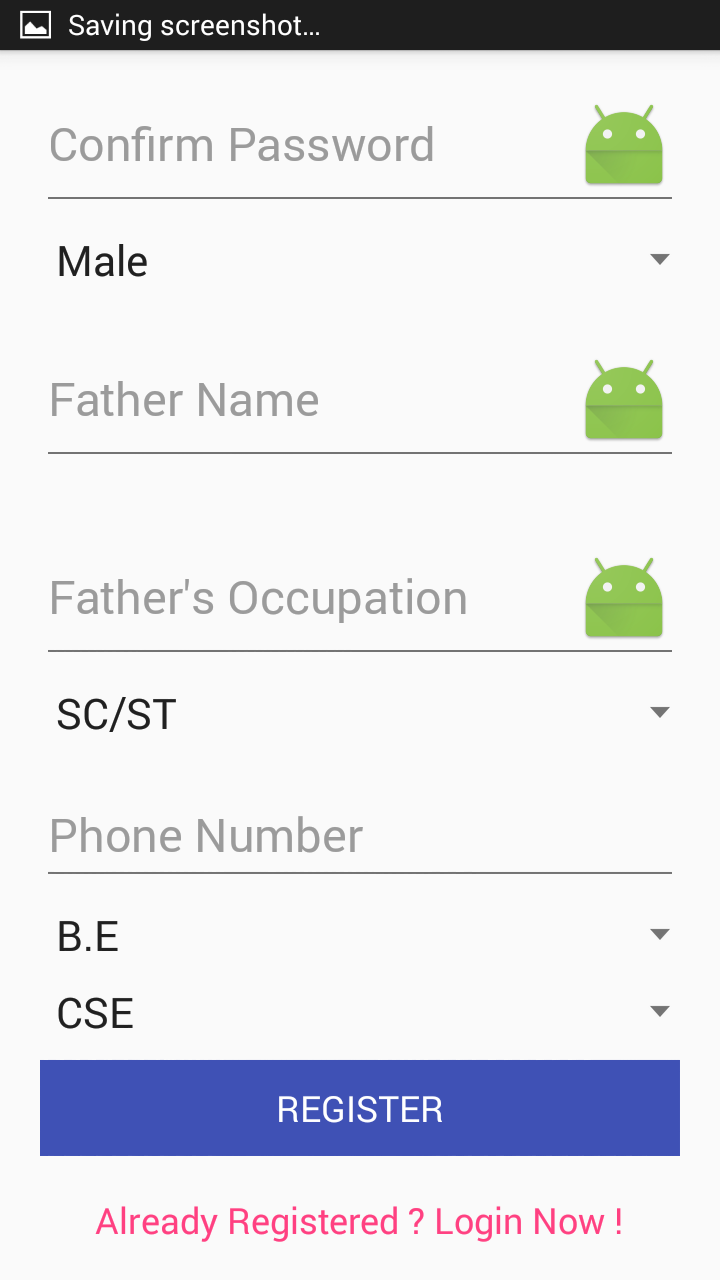 Saving screenshot...
Confirm Password
Male
Father Name
Father's Occupation
SC/ST
Phone Number
B.E
CSE
REGISTER
Already Registered ? Login Now !